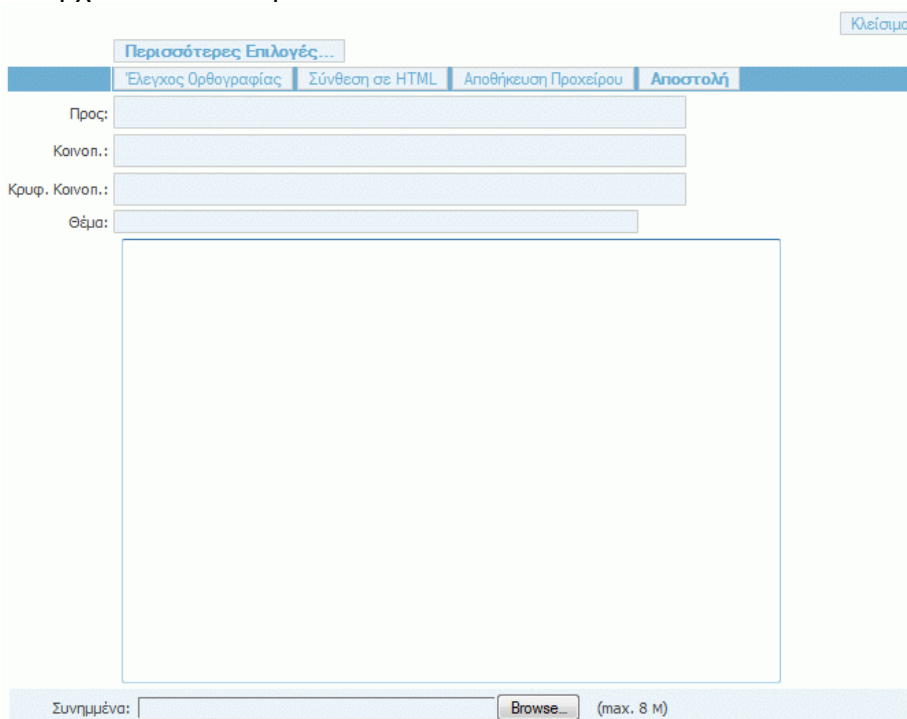 Κλείσιμο
Περισσότερες Επιλογές...
Έλεγχος Ορθογραφίας Σύνθεση σε HTML Αποθήκευση Προχείρου Αποστολή
Προς:
Κοινοπ.:
Κρυφ. Κοινοπ.:
Θέμα:
Συνημμένα: Browse... (max. 8 M)